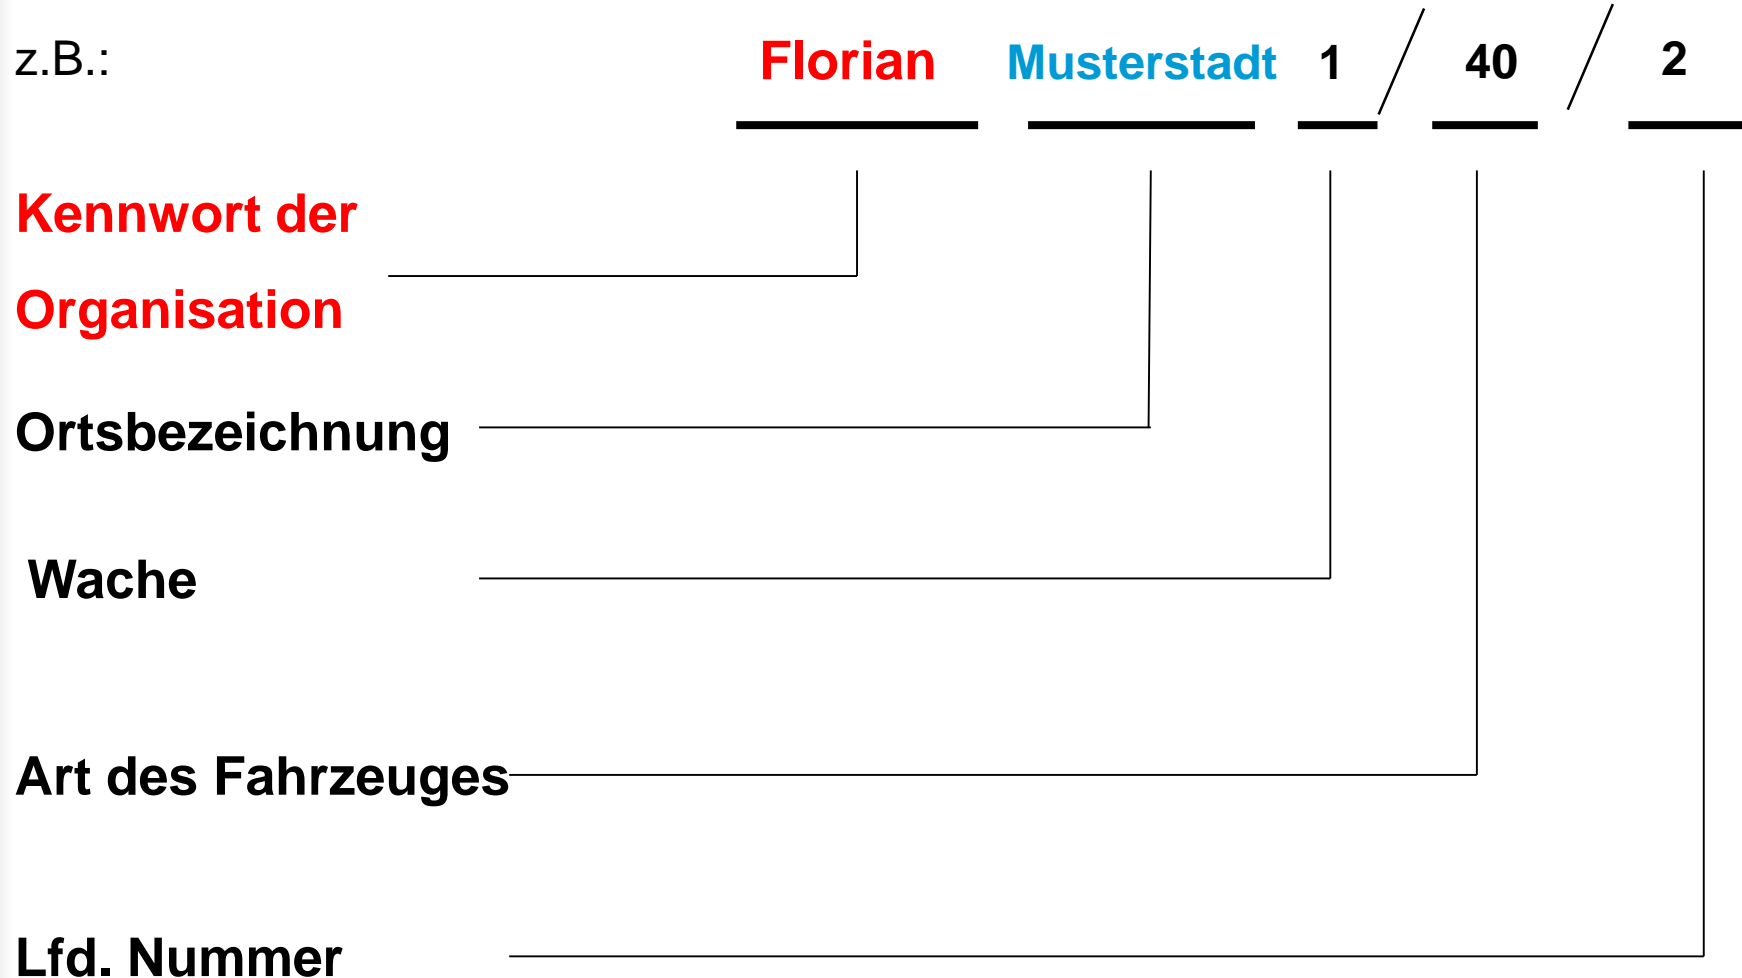 z.B.: Florian Musterstadt 1 / 40 / 2
Kennwort der
Organisation
Ortsbezeichnung
Wache
Art des Fahrzeuges
Lfd. Nummer